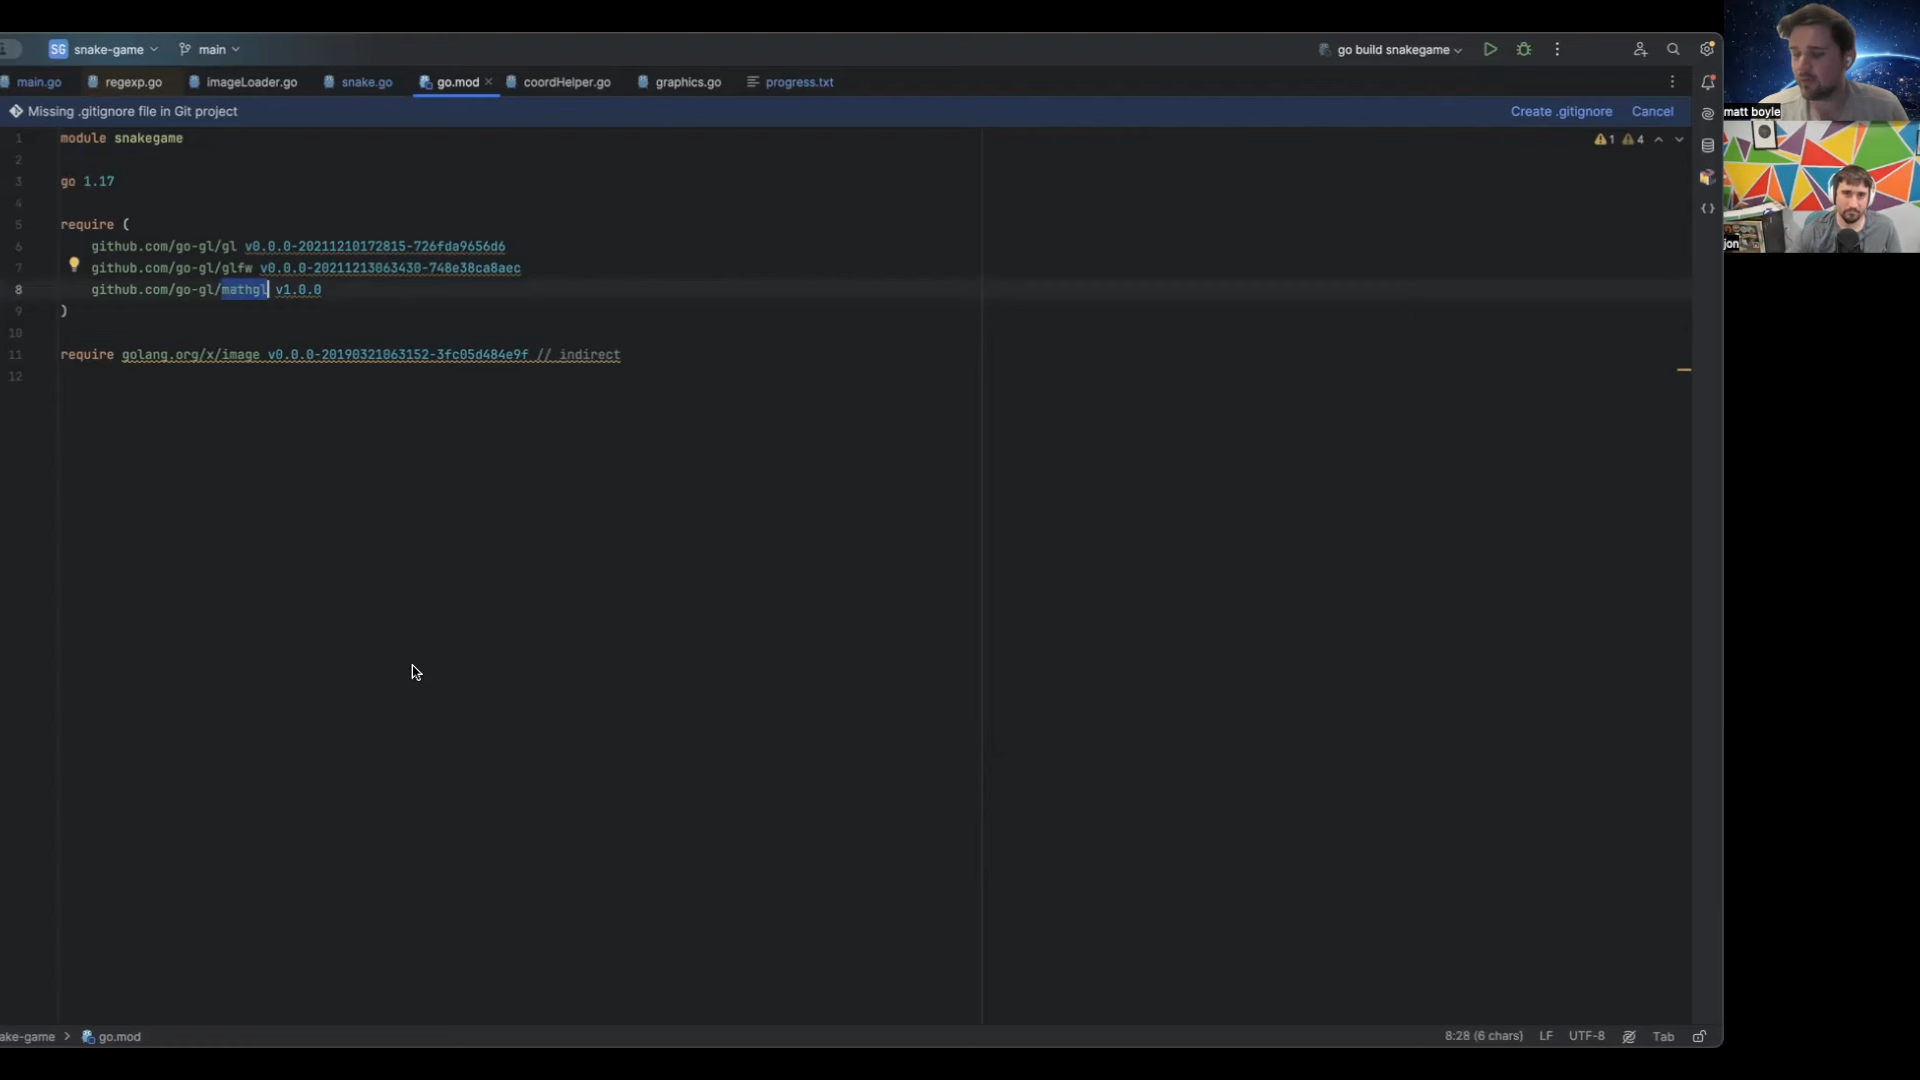 SG snake-game main go build snakegame
main.go regexp.go imageLoader.go snake.go go.mod coordHelper.go graphics.go progress.txt
Missing .gitignore file in Git project Create .gitignore Cancel
1 module snakegame 1 4
2
3 go 1.17
4
5 require (
6 github.com/go-gl/gl v0.0.0-20211210172815-726fda9656d6
7 github.com/go-gl/glfw v0.0.0-20211213063430-748e38ca8aec
8 github.com/go-gl/mathgl v1.0.0
9 )
10
11 require golang.org/x/image v0.0.0-20190321063152-3fc05d484e9f // indirect
12
ake-game > go.mod 8:28 (6 chars) LF UTF-8 Tab
matt boyle
jon